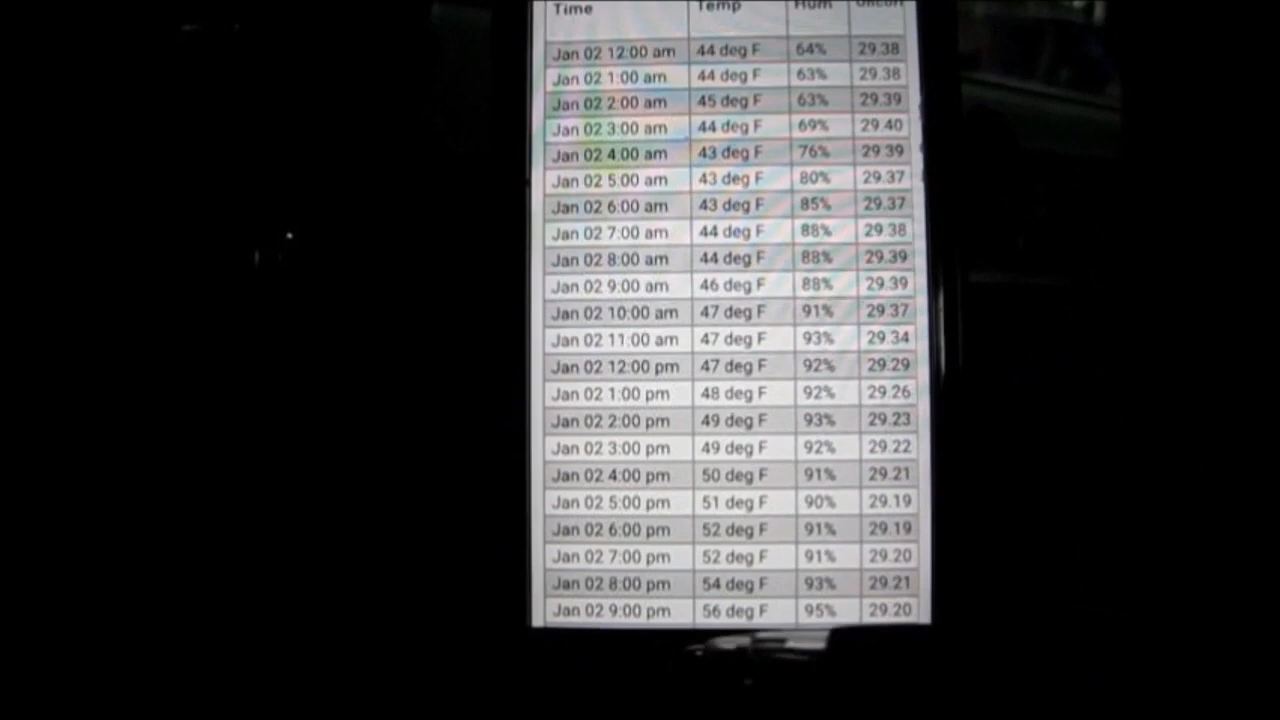 Time Temp Hum
Jan 02 12:00 am 44 deg F 64% 29.38
Jan 02 1:00 am 44 deg F 63% 29.38
Jan 02 2:00 am 45 deg F 63% 29.39
Jan 02 3:00 am 44 deg F 69% 29.40
Jan 02 4:00 am 43 deg F 76% 29.39
Jan 02 5:00 am 43 deg F 80% 29.37
Jan 02 6:00 am 43 deg F 85% 29.37
Jan 02 7:00 am 44 deg F 88% 29.38
Jan 02 8:00 am 44 deg F 88% 29.39
Jan 02 9:00 am 46 deg F 88% 29.39
Jan 02 10:00 am 47 deg F 91% 29.37
Jan 02 11:00 am 47 deg F 93% 29.34
Jan 02 12:00 pm 47 deg F 92% 29.29
Jan 02 1:00 pm 48 deg F 92% 29.26
Jan 02 2:00 pm 49 deg F 93% 29.23
Jan 02 3:00 pm 49 deg F 92% 29.22
Jan 02 4:00 pm 50 deg F 91% 29.21
Jan 02 5:00 pm 51 deg F 90% 29.19
Jan 02 6:00 pm 52 deg F 91% 29.19
Jan 02 7:00 pm 52 deg F 91% 29.20
Jan 02 8:00 pm 54 deg F 93% 29.21
Jan 02 9:00 pm 56 deg F 95% 29.20